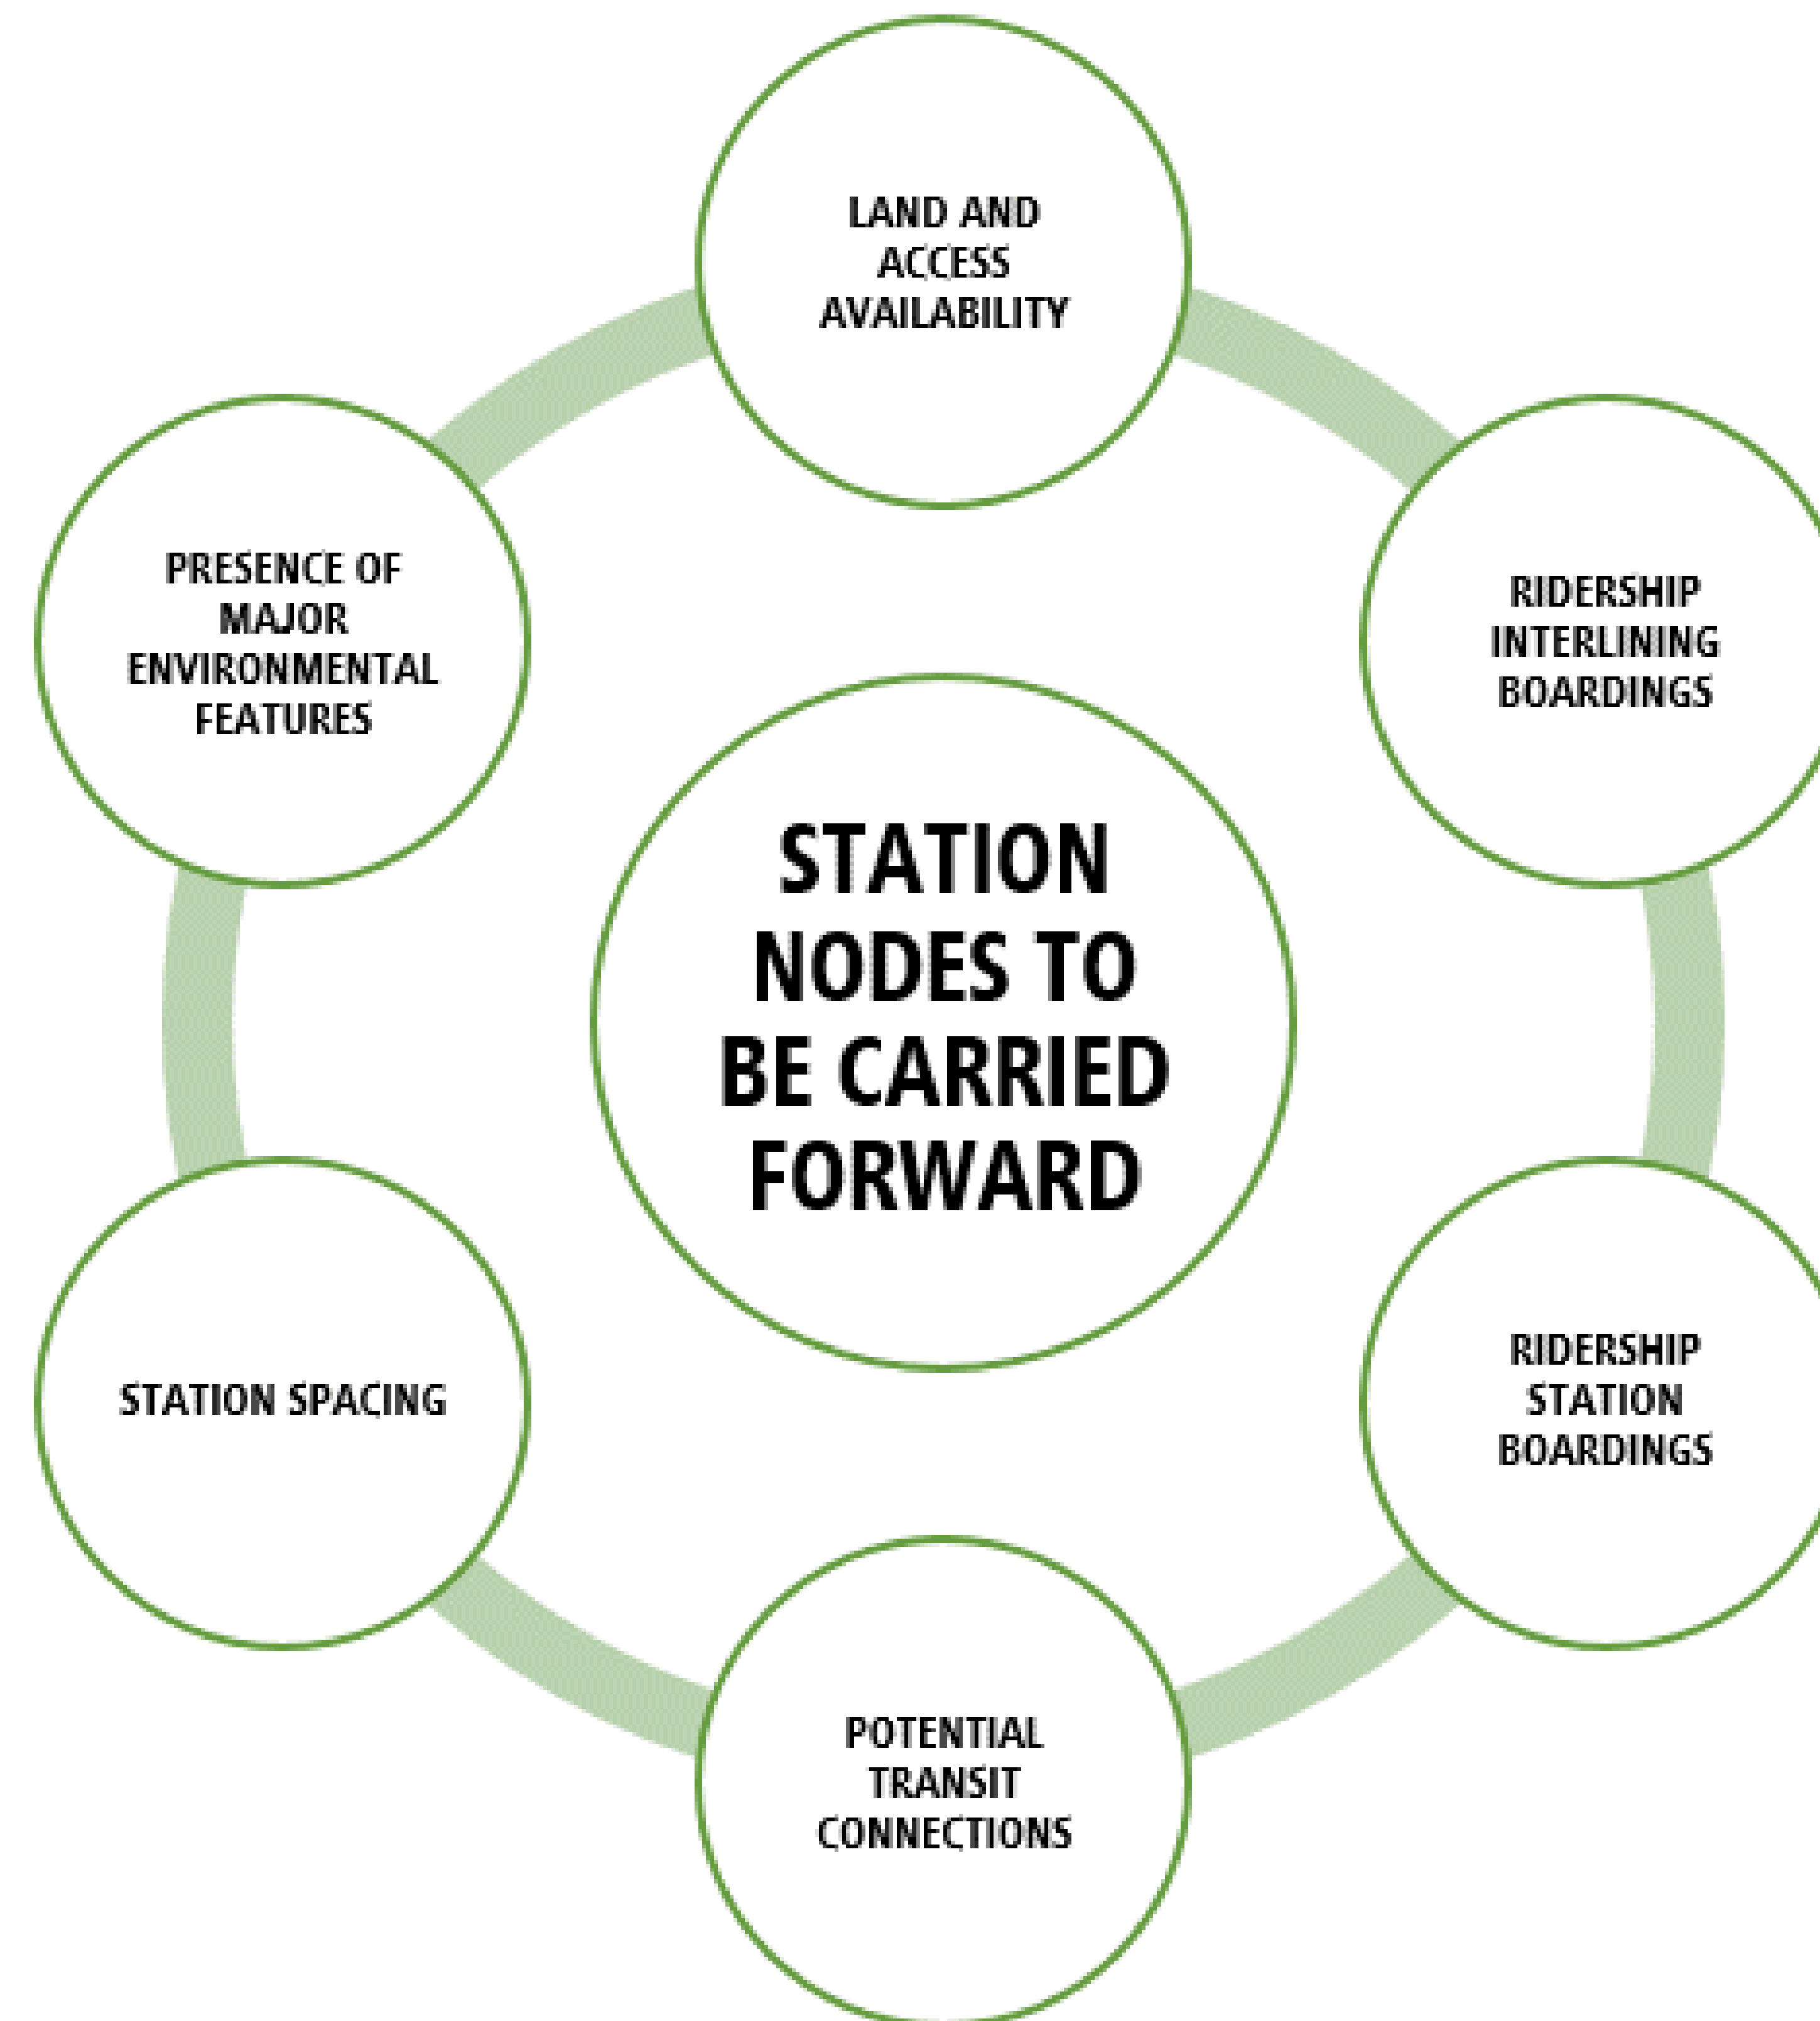 LAND AND
ACCESS
AVAILABILITY
RIDERSHIP
INTERLINING
BOARDINGS
RIDERSHIP
STATION
BOARDINGS
POTENTIAL
TRANSIT
CONNECTIONS
STATION SPACING
PRESENCE OF
MAJOR
ENVIRONMENTAL
FEATURES
STATION
NODES TO
BE CARRIED
FORWARD